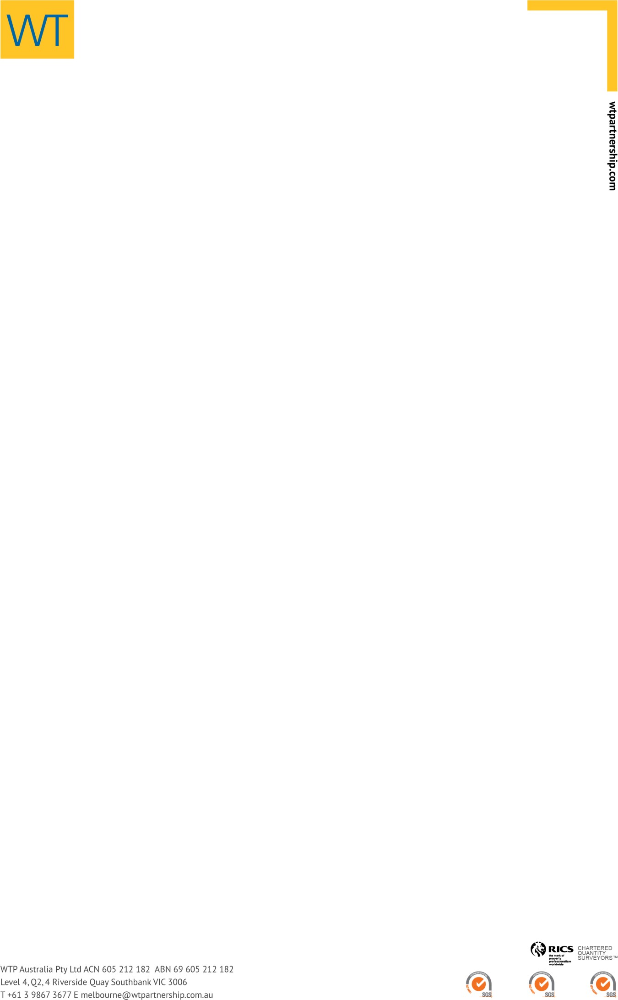 WT
wtpartnership.com
RICS
the mark of
property
professionalism
worldwide
CHARTERED
QUANTITY
SURVEYORS™
WTP Australia Pty Ltd ACN 605 212 182  ABN 69 605 212 182
Level 4, Q2, 4 Riverside Quay Southbank VIC 3006
T +61 3 9867 3677 E melbourne@wtpartnership.com.au
SGS
SGS
SGS